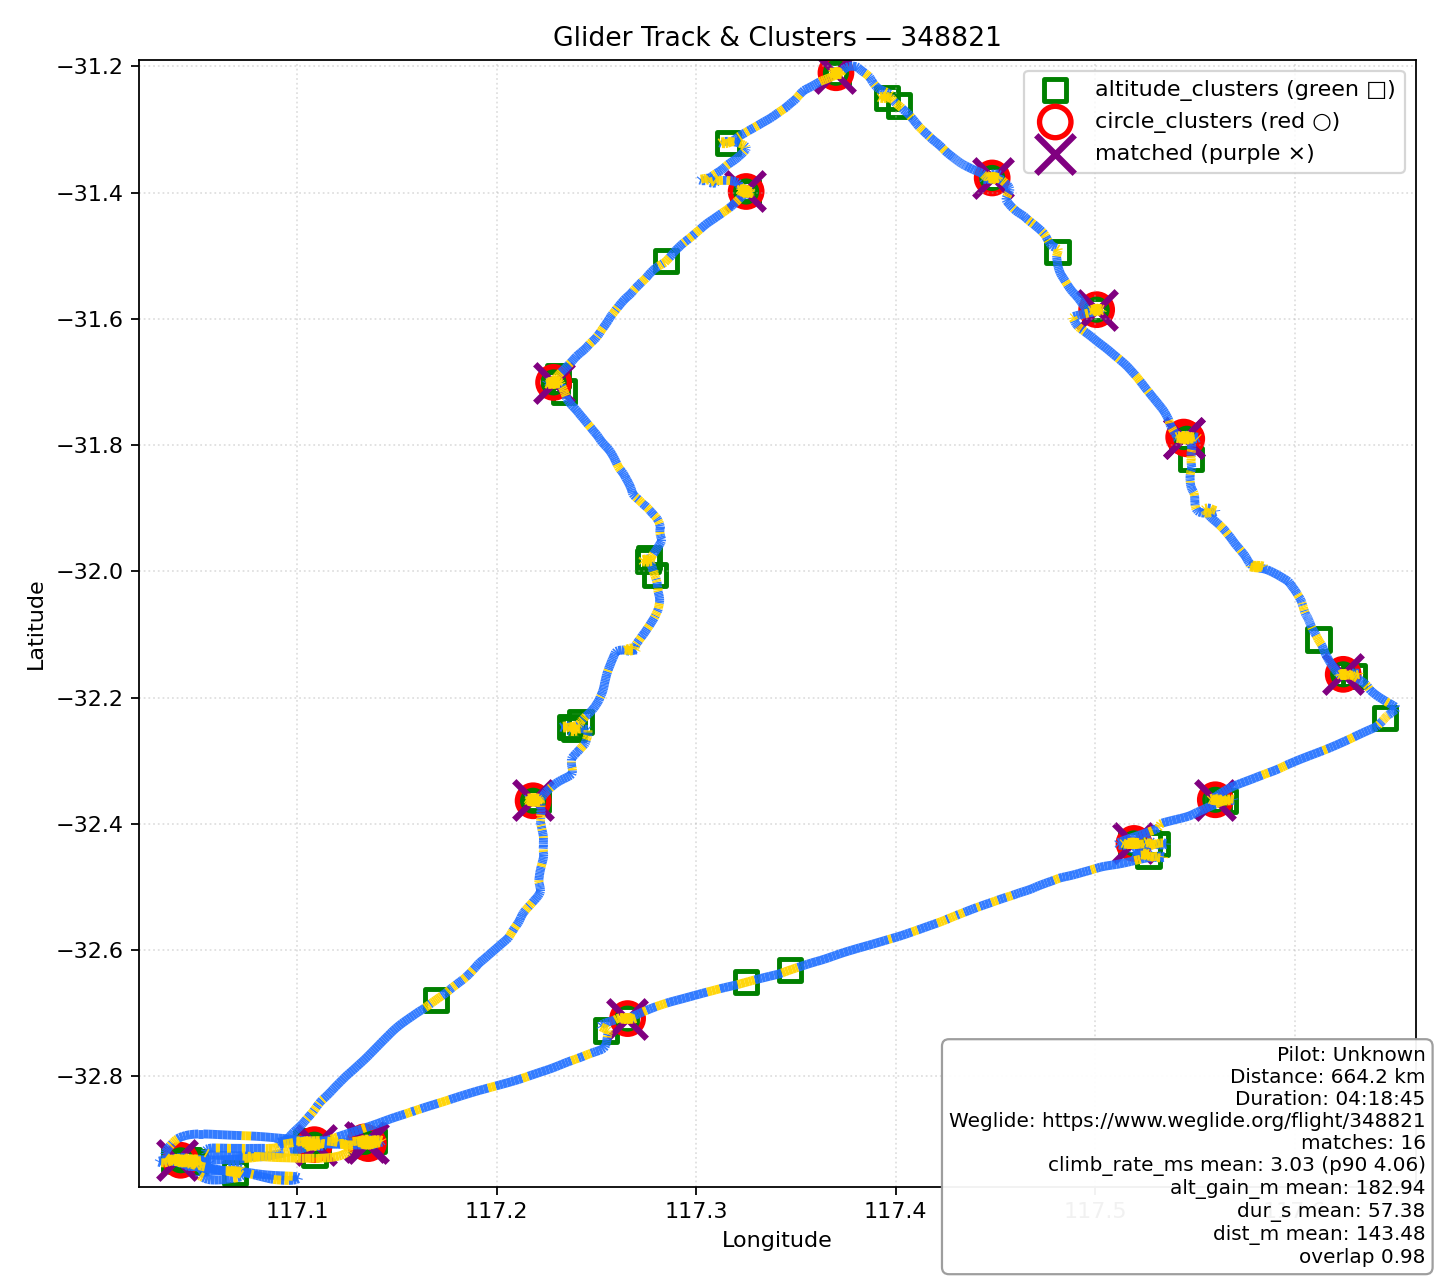 Glider Track & Clusters — 348821
altitude_clusters (green □)
circle_clusters (red ○)
matched (purple ×)
−31.2
−31.4
−31.6
−31.8
−32.0
−32.2
−32.4
−32.6
−32.8
Latitude
117.1
117.2
117.3
117.4
117.5
Longitude
Pilot: Unknown
Distance: 664.2 km
Duration: 04:18:45
Weglide: https://www.weglide.org/flight/348821
matches: 16
climb_rate_ms mean: 3.03 (p90 4.06)
alt_gain_m mean: 182.94
dur_s mean: 57.38
dist_m mean: 143.48
overlap 0.98